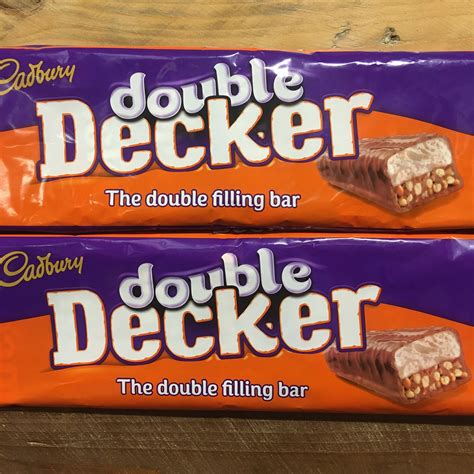 Cadbury
double
Decker
The double filling bar
Cadbury
double
Decker
The double filling bar